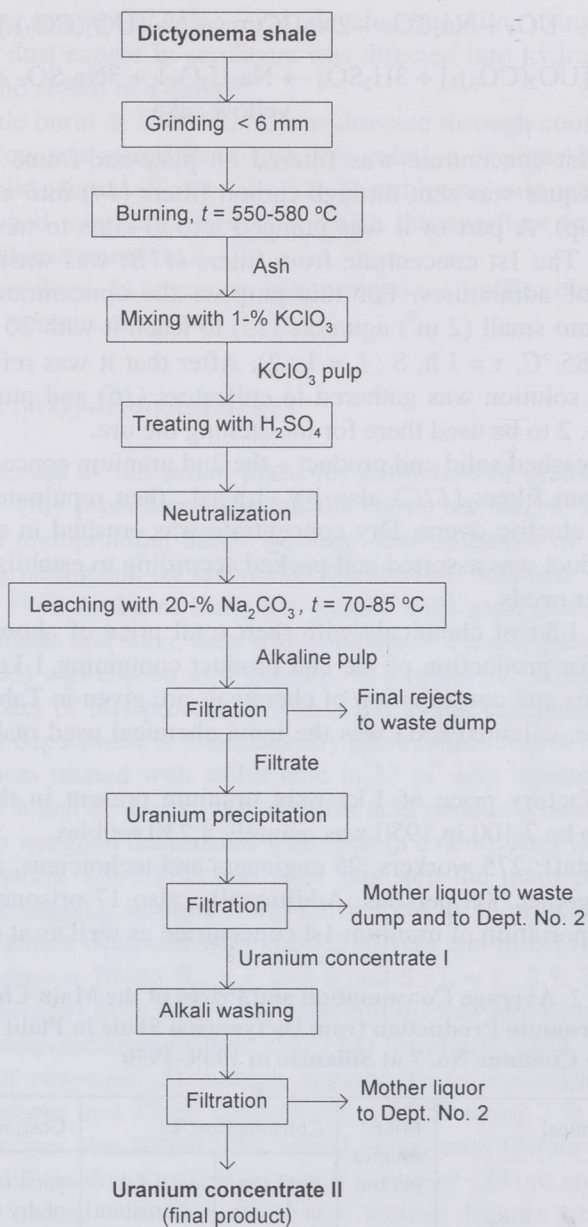 Dictyonema shale
Grinding < 6 mm
Burning, t = 550-580 ºC
Ash
Mixing with 1-% KClO₃
KClO₃ pulp
Treating with H₂SO₄
Neutralization
Leaching with 20-% Na₂CO₃, t = 70-85 ºC
Alkaline pulp
Filtration
Final rejects
to waste dump
Filtrate
Uranium precipitation
Filtration
Mother liquor to waste
dump and to Dept. No. 2
Uranium concentrate I
Alkali washing
Filtration
Mother liquor
to Dept. No. 2
Uranium concentrate II
(final product)